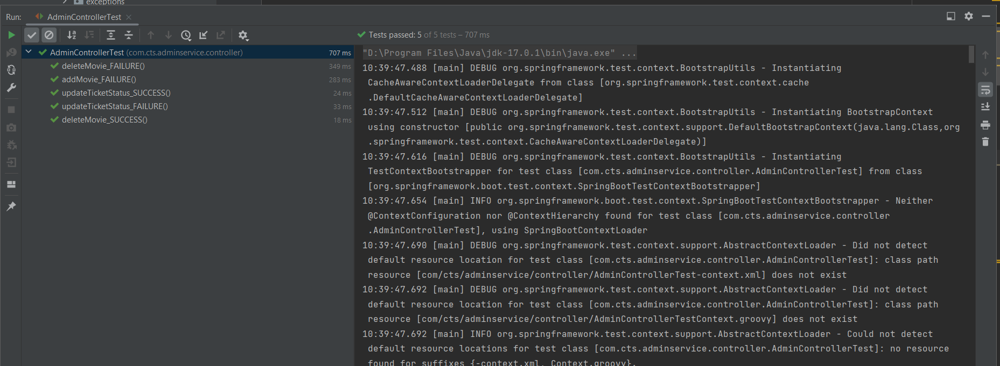 exceptions
Run: AdminControllerTest
Tests passed: 5 of 5 tests – 707 ms
AdminControllerTest (com.cts.adminservice.controller) 707 ms
deleteMovie_FAILURE() 349 ms
addMovie_FAILURE() 283 ms
updateTicketStatus_SUCCESS() 24 ms
updateTicketStatus_FAILURE() 33 ms
deleteMovie_SUCCESS() 18 ms
"D:\Program Files\Java\jdk-17.0.1\bin\java.exe" ...
10:39:47.488 [main] DEBUG org.springframework.test.context.BootstrapUtils - Instantiating
CacheAwareContextLoaderDelegate from class [org.springframework.test.context.cache
.DefaultCacheAwareContextLoaderDelegate]
10:39:47.512 [main] DEBUG org.springframework.test.context.BootstrapUtils - Instantiating BootstrapContext
using constructor [public org.springframework.test.context.support.DefaultBootstrapContext(java.lang.Class,org
.springframework.test.context.CacheAwareContextLoaderDelegate)]
10:39:47.616 [main] DEBUG org.springframework.test.context.BootstrapUtils - Instantiating
TestContextBootstrapper for test class [com.cts.adminservice.controller.AdminControllerTest] from class
[org.springframework.boot.test.context.SpringBootTestContextBootstrapper]
10:39:47.654 [main] INFO org.springframework.boot.test.context.SpringBootTestContextBootstrapper - Neither
@ContextConfiguration nor @ContextHierarchy found for test class [com.cts.adminservice.controller
.AdminControllerTest], using SpringBootContextLoader
10:39:47.690 [main] DEBUG org.springframework.test.context.support.AbstractContextLoader - Did not detect
default resource location for test class [com.cts.adminservice.controller.AdminControllerTest]: class path
resource [com/cts/adminservice/controller/AdminControllerTest-context.xml] does not exist
10:39:47.692 [main] DEBUG org.springframework.test.context.support.AbstractContextLoader - Did not detect
default resource location for test class [com.cts.adminservice.controller.AdminControllerTest]: class path
resource [com/cts/adminservice/controller/AdminControllerTestContext.groovy] does not exist
10:39:47.692 [main] INFO org.springframework.test.context.support.AbstractContextLoader - Could not detect
default resource locations for test class [com.cts.adminservice.controller.AdminControllerTest]: no resource
found for suffixes {-context.xml, Context.groovy}.